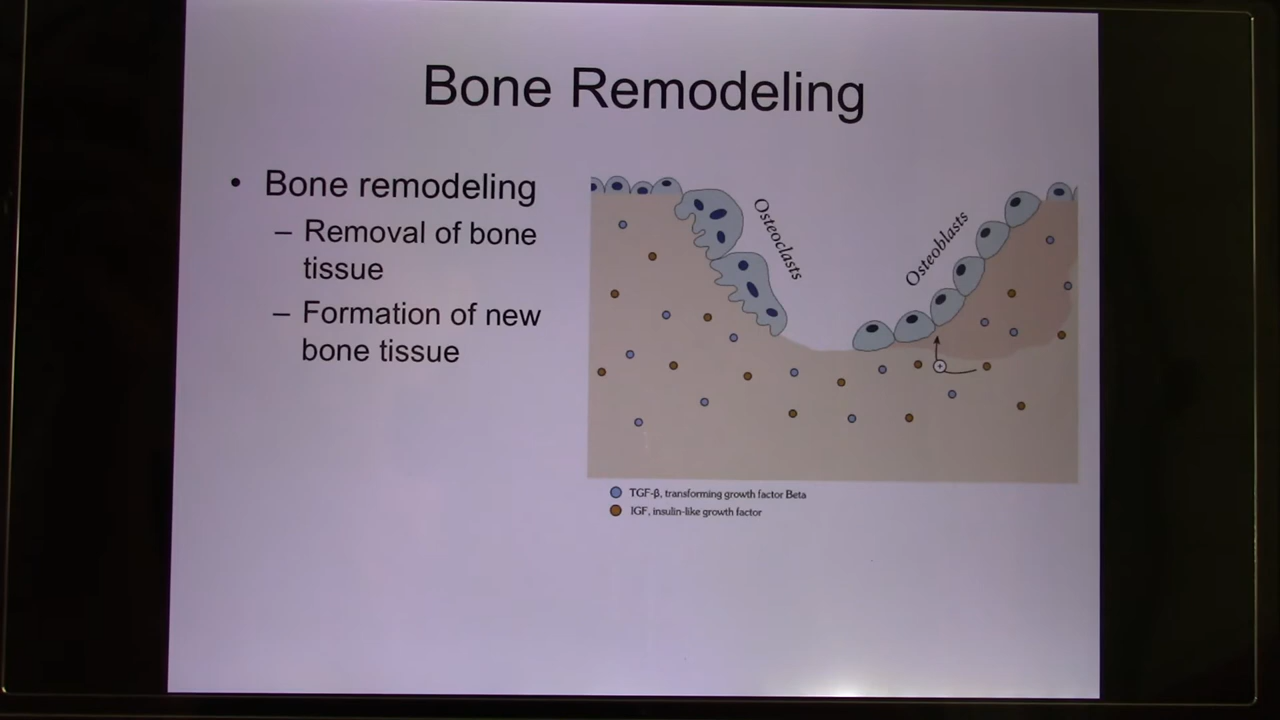 Bone Remodeling
• Bone remodeling
– Removal of bone
tissue
– Formation of new
bone tissue
Osteoclasts
Osteoblasts
+
TGF-β, transforming growth factor Beta
IGF, insulin-like growth factor